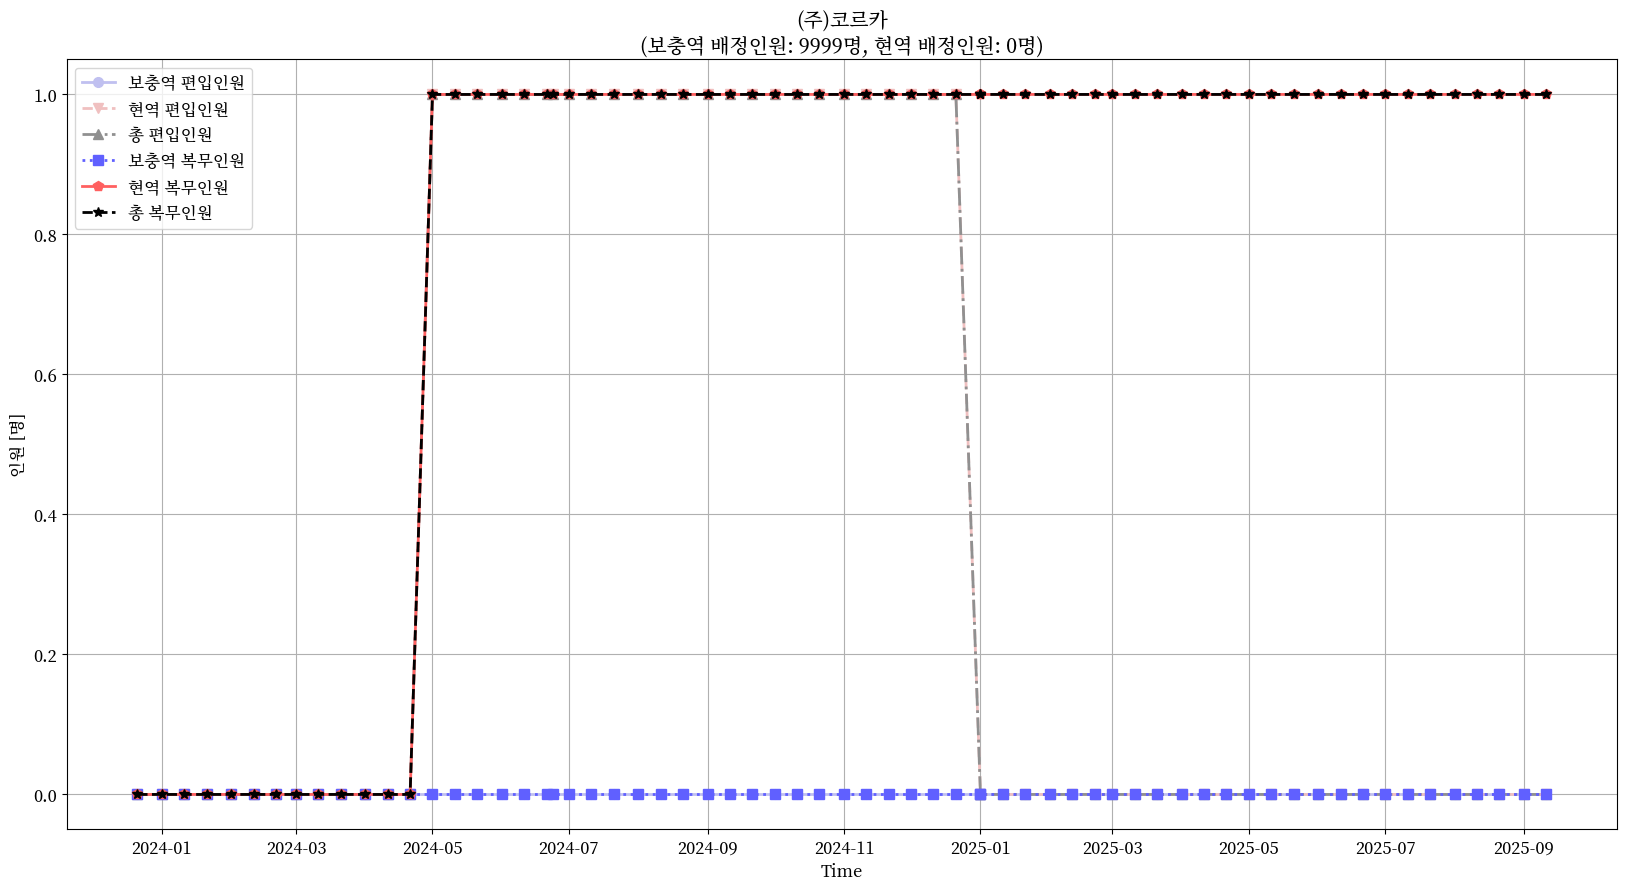 (주)코르카
(보충역 배정인원: 9999명, 현역 배정인원: 0명)
보충역 편입인원
현역 편입인원
총 편입인원
보충역 복무인원
현역 복무인원
총 복무인원
1.0
0.8
0.6
0.4
0.2
0.0
인원 [명]
2024-01
2024-03
2024-05
2024-07
2024-09
2024-11
2025-01
2025-03
2025-05
2025-07
2025-09
Time